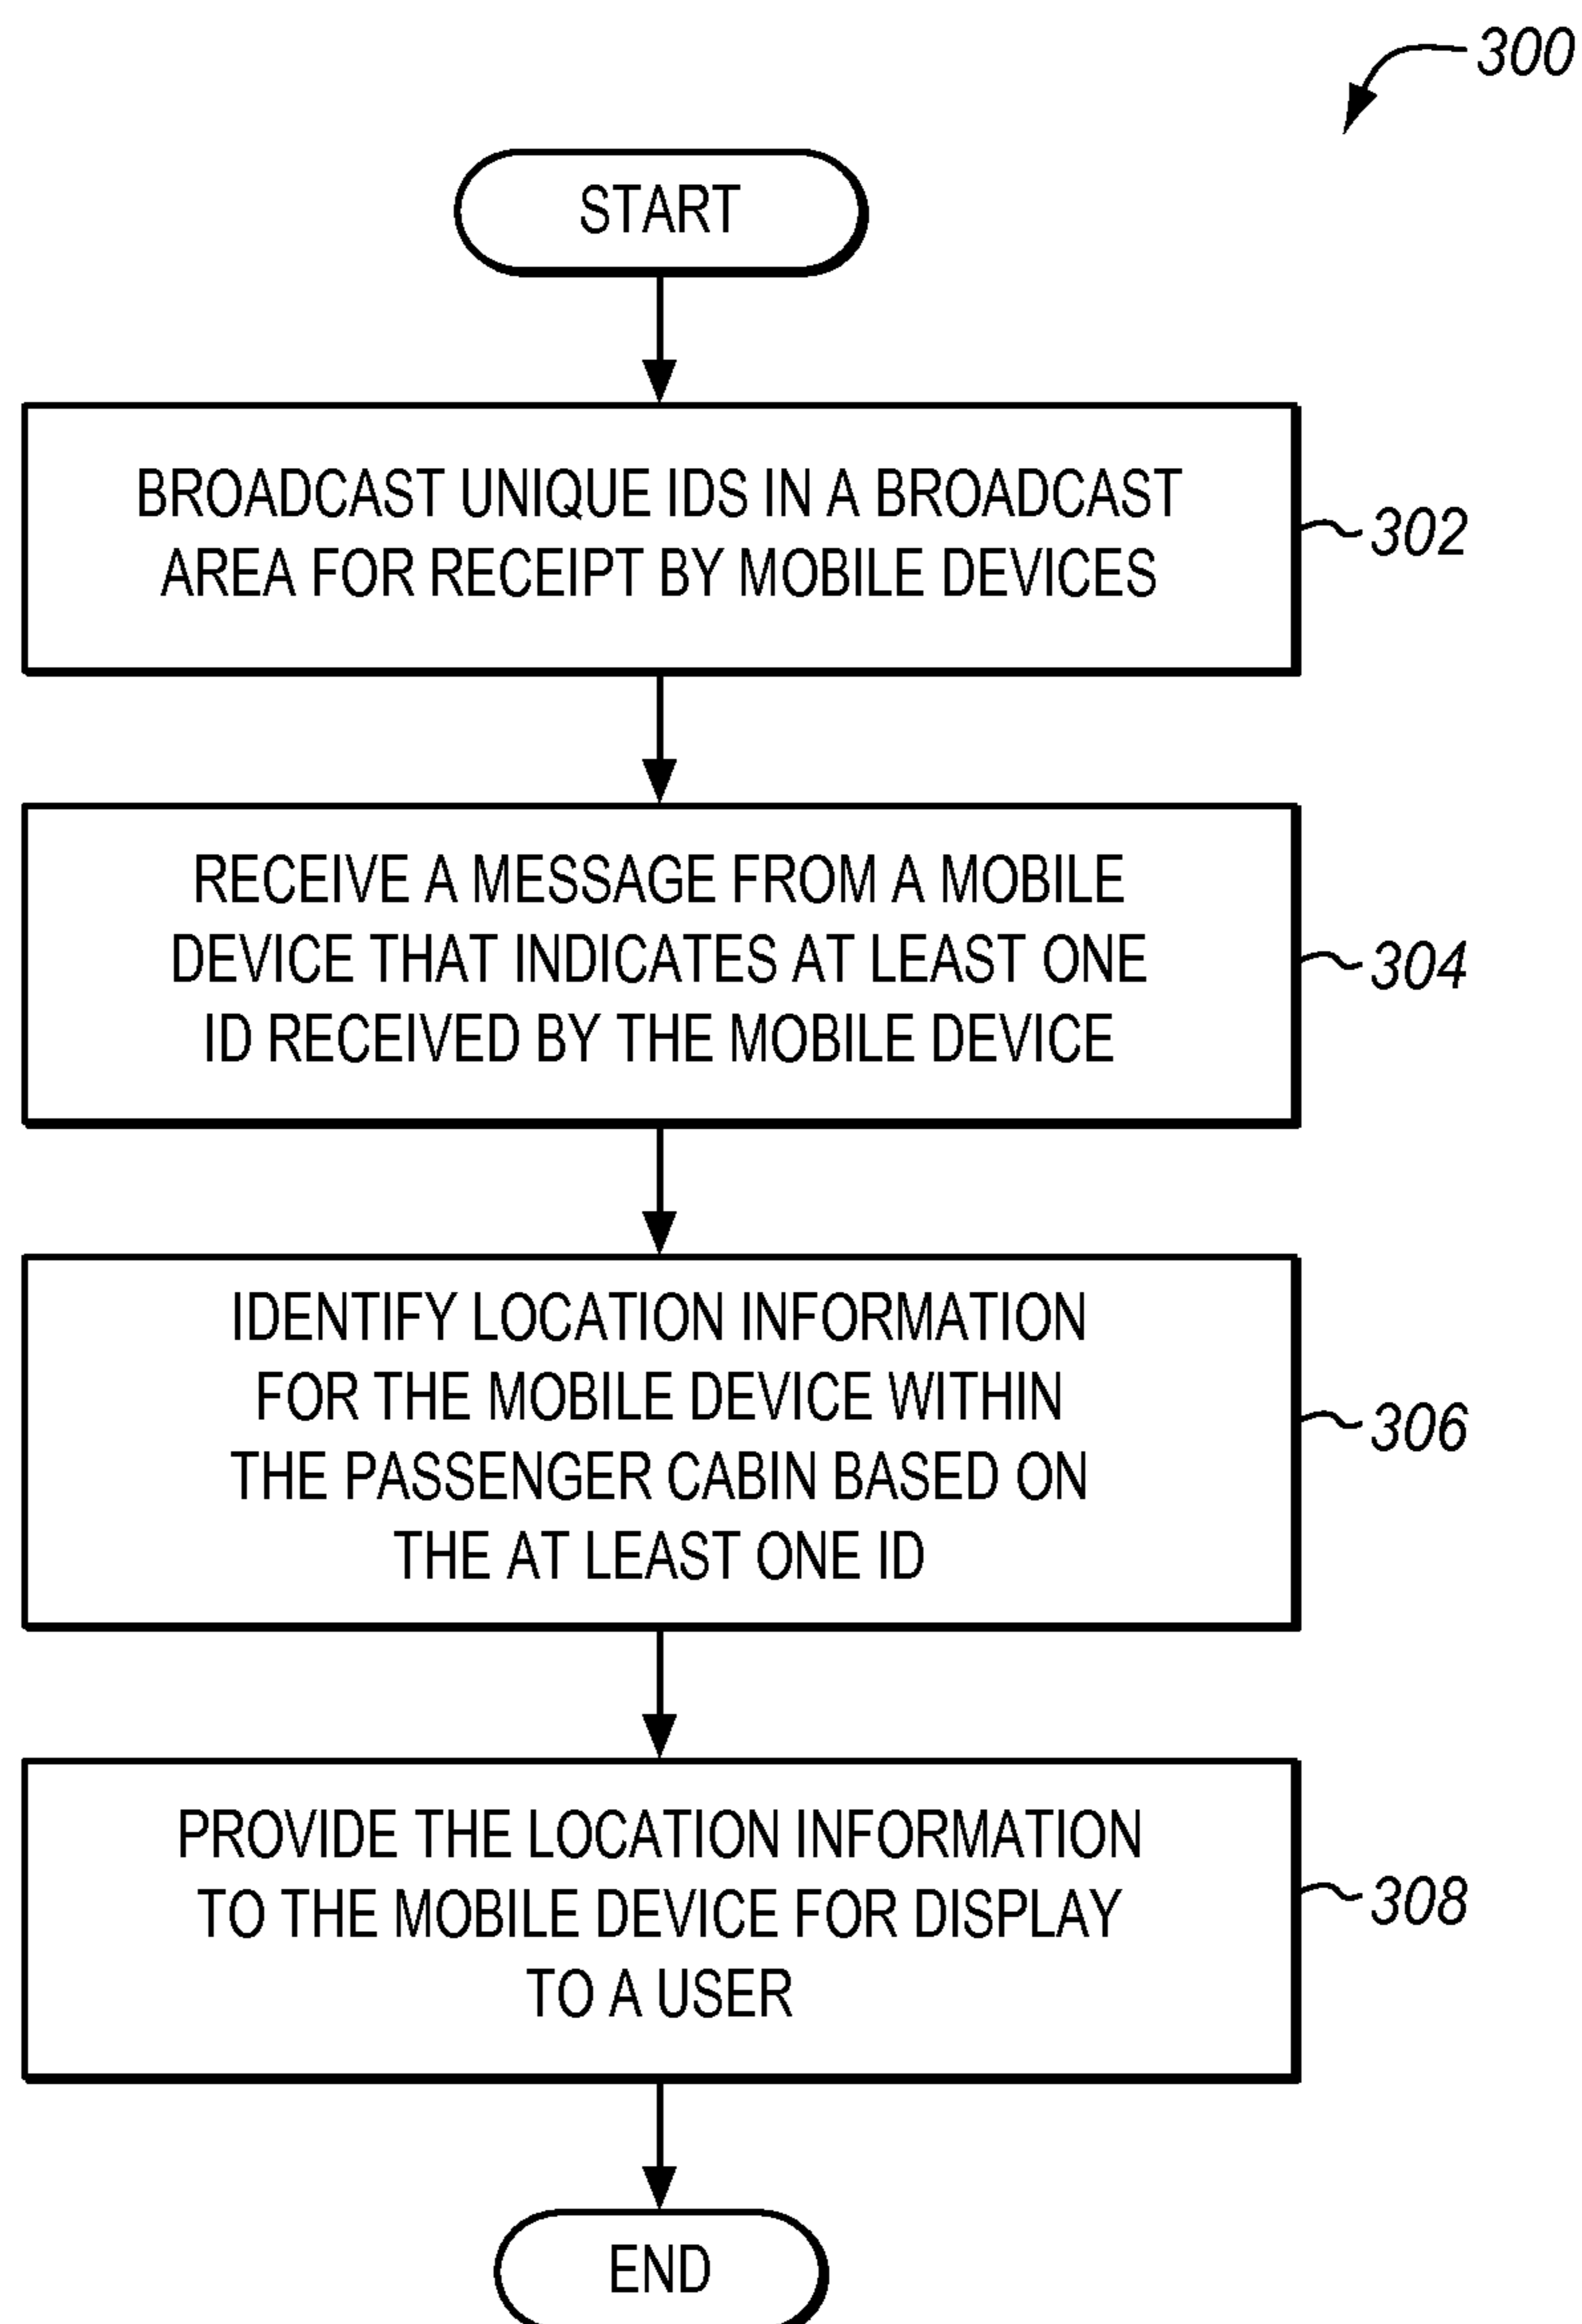 300
START
BROADCAST UNIQUE IDS IN A BROADCAST
AREA FOR RECEIPT BY MOBILE DEVICES
302
RECEIVE A MESSAGE FROM A MOBILE
DEVICE THAT INDICATES AT LEAST ONE
ID RECEIVED BY THE MOBILE DEVICE
304
IDENTIFY LOCATION INFORMATION
FOR THE MOBILE DEVICE WITHIN
THE PASSENGER CABIN BASED ON
THE AT LEAST ONE ID
306
PROVIDE THE LOCATION INFORMATION
TO THE MOBILE DEVICE FOR DISPLAY
TO A USER
308
END